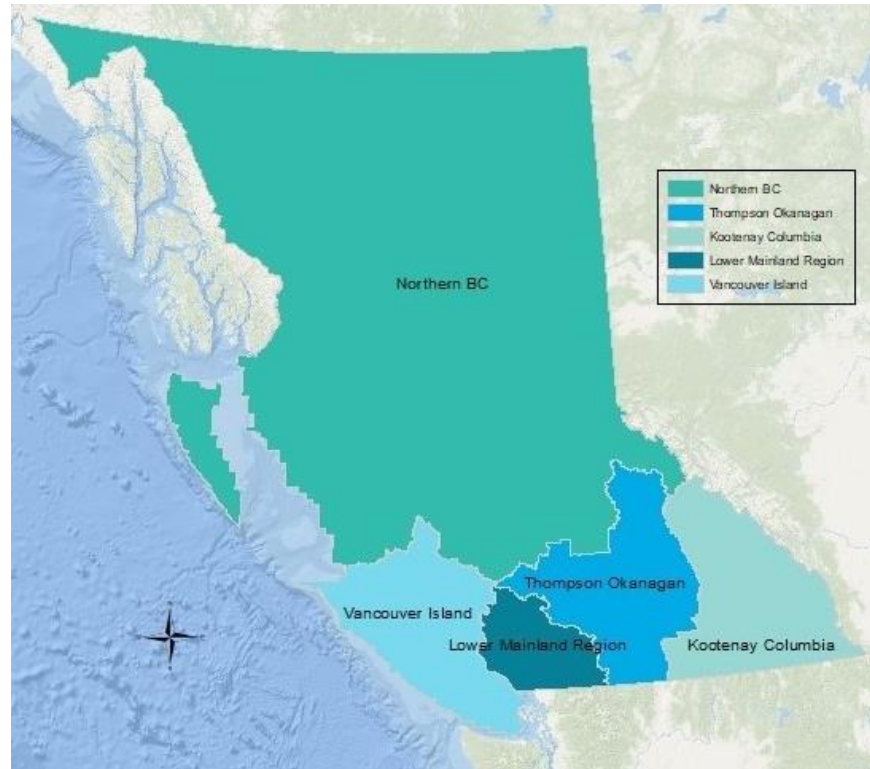 Northern BC
Thompson Okanagan
Kootenay Columbia
Lower Mainland Region
Vancouver Island
Northern BC
Thompson Okanagan
Vancouver Island
Lower Mainland Region
Kootenay Columbia